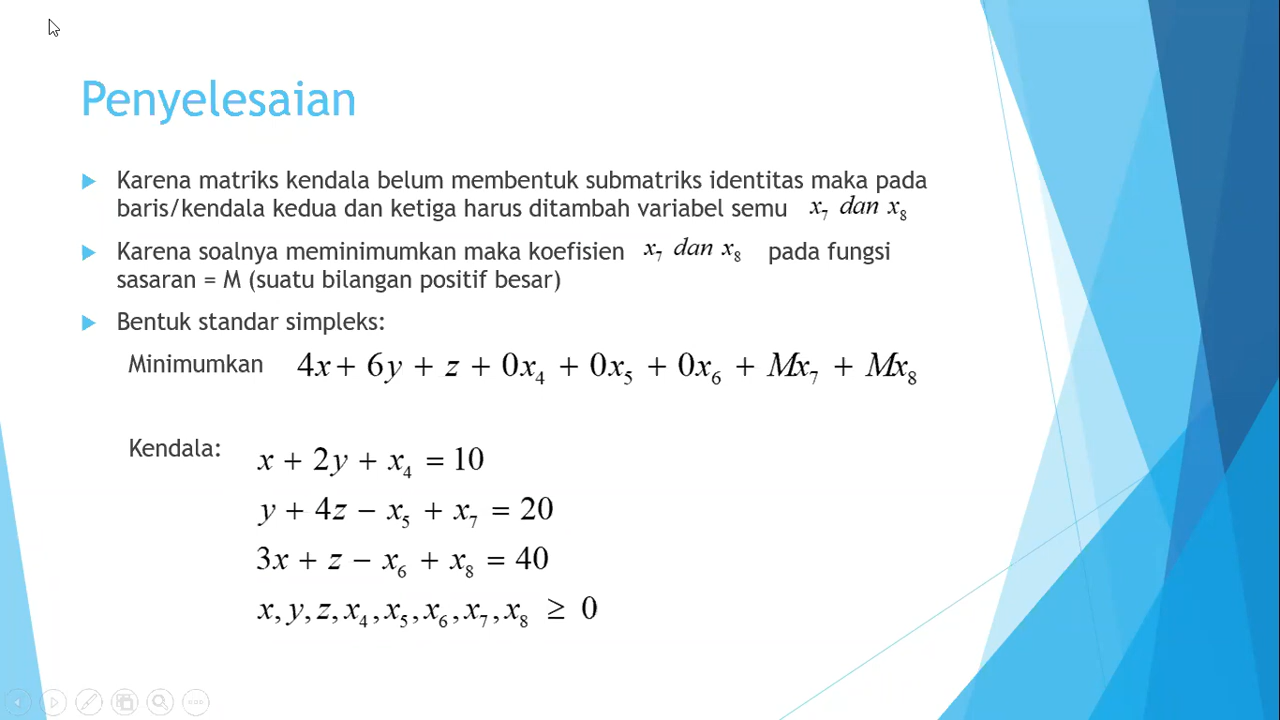 Penyelesaian
Karena matriks kendala belum membentuk submatriks identitas maka pada
baris/kendala kedua dan ketiga harus ditambah variabel semu x₇ dan x₈
Karena soalnya meminimumkan maka koefisien x₇ dan x₈ pada fungsi
sasaran = M (suatu bilangan positif besar)
Bentuk standar simpleks:
Minimumkan 4x + 6y + z + 0x₄ + 0x₅ + 0x₆ + Mx₇ + Mx₈
Kendala: x + 2y + x₄ = 10
y + 4z − x₅ + x₇ = 20
3x + z − x₆ + x₈ = 40
x, y, z, x₄, x₅, x₆, x₇, x₈ ≥ 0